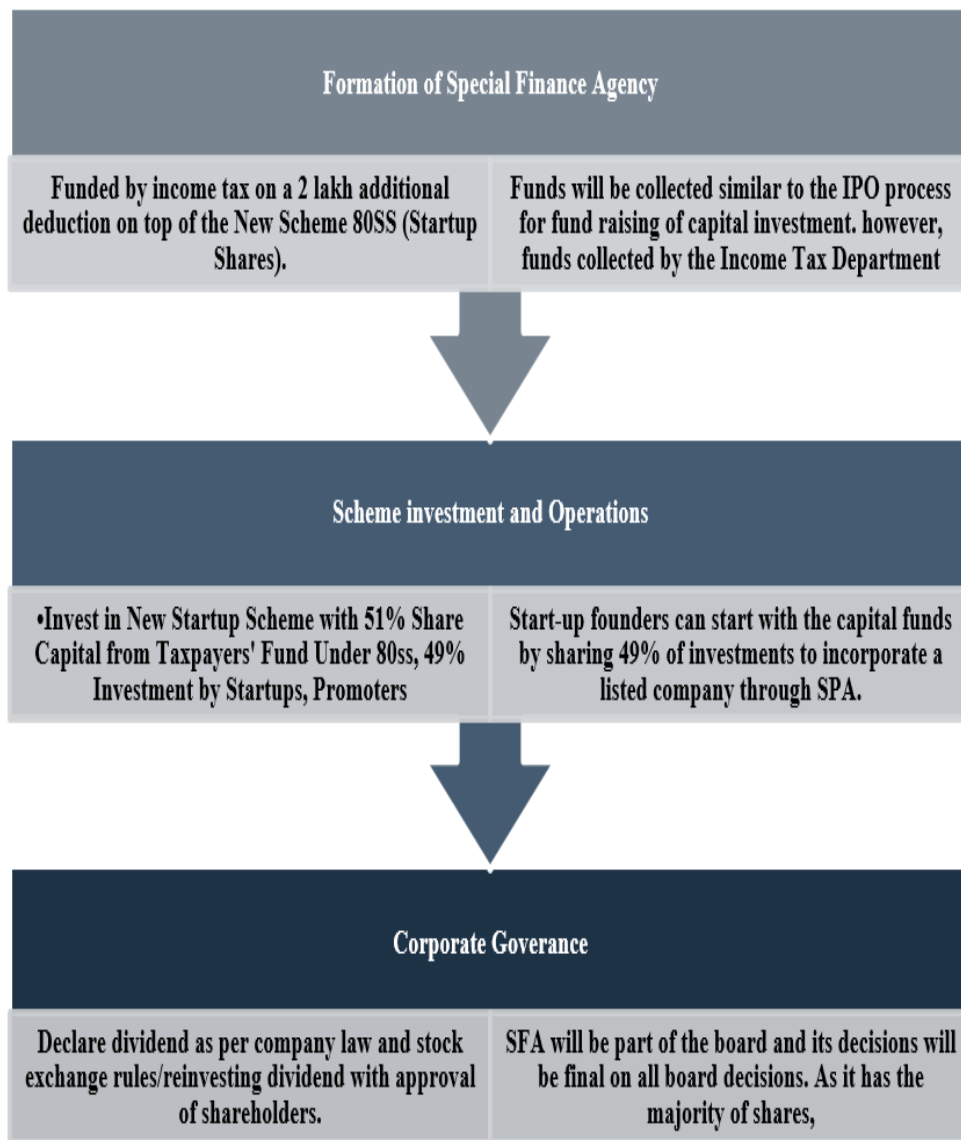 Formation of Special Finance Agency
Funded by income tax on a 2 lakh additional
deduction on top of the New Scheme 80SS (Startup
Shares).
Funds will be collected similar to the IPO process
for fund raising of capital investment. however,
funds collected by the Income Tax Department
Scheme investment and Operations
•Invest in New Startup Scheme with 51% Share
Capital from Taxpayers' Fund Under 80ss, 49%
Investment by Startups, Promoters
Start-up founders can start with the capital funds
by sharing 49% of investments to incorporate a
listed company through SPA.
Corporate Goverance
Declare dividend as per company law and stock
exchange rules/reinvesting dividend with approval
of shareholders.
SFA will be part of the board and its decisions will
be final on all board decisions. As it has the
majority of shares,